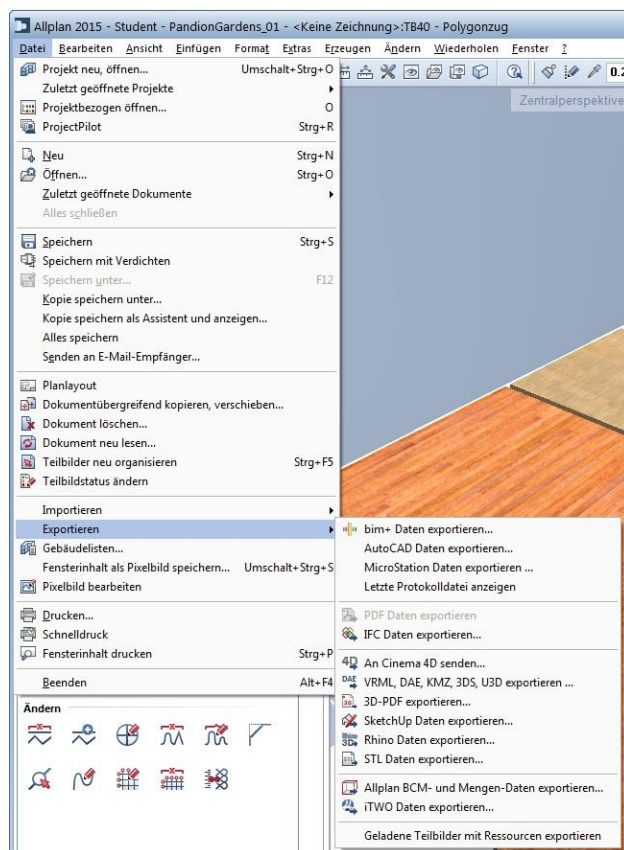 Allplan 2015 - Student - PandionGardens_01 - <Keine Zeichnung>:TB40 - Polygonzug
Datei Bearbeiten Ansicht Einfügen Format Extras Erzeugen Ändern Wiederholen Fenster ?
Projekt neu, öffnen... Umschalt+Strg+O
Zuletzt geöffnete Projekte
Projektbezogen öffnen... O
ProjectPilot Strg+R
Neu Strg+N
Öffnen... Strg+O
Zuletzt geöffnete Dokumente
Alles schließen
Speichern Strg+S
Speichern mit Verdichten
Speichern unter... F12
Kopie speichern unter...
Kopie speichern als Assistent und anzeigen...
Alles speichern
Senden an E-Mail-Empfänger...
Planlayout
Dokumentübergreifend kopieren, verschieben...
Dokument löschen...
Dokument neu lesen...
Teilbilder neu organisieren Strg+F5
Teilbildstatus ändern
Importieren
Exportieren
Gebäudelisten...
Fensterinhalt als Pixelbild speichern... Umschalt+Strg+S
Pixelbild bearbeiten
Drucken...
Schnelldruck
Fensterinhalt drucken Strg+P
Beenden Alt+F4
0.2
Zentralperspektive
bim+ Daten exportieren...
AutoCAD Daten exportieren...
MicroStation Daten exportieren ...
Letzte Protokolldatei anzeigen
PDF Daten exportieren
IFC Daten exportieren...
4D An Cinema 4D senden...
DAE VRML, DAE, KMZ, 3DS, U3D exportieren ...
3D-PDF exportieren...
SketchUp Daten exportieren...
Rhino 3D Rhino Daten exportieren...
STL Daten exportieren...
Allplan BCM- und Mengen-Daten exportieren...
iTWO Daten exportieren...
Geladene Teilbilder mit Ressourcen exportieren
Ändern